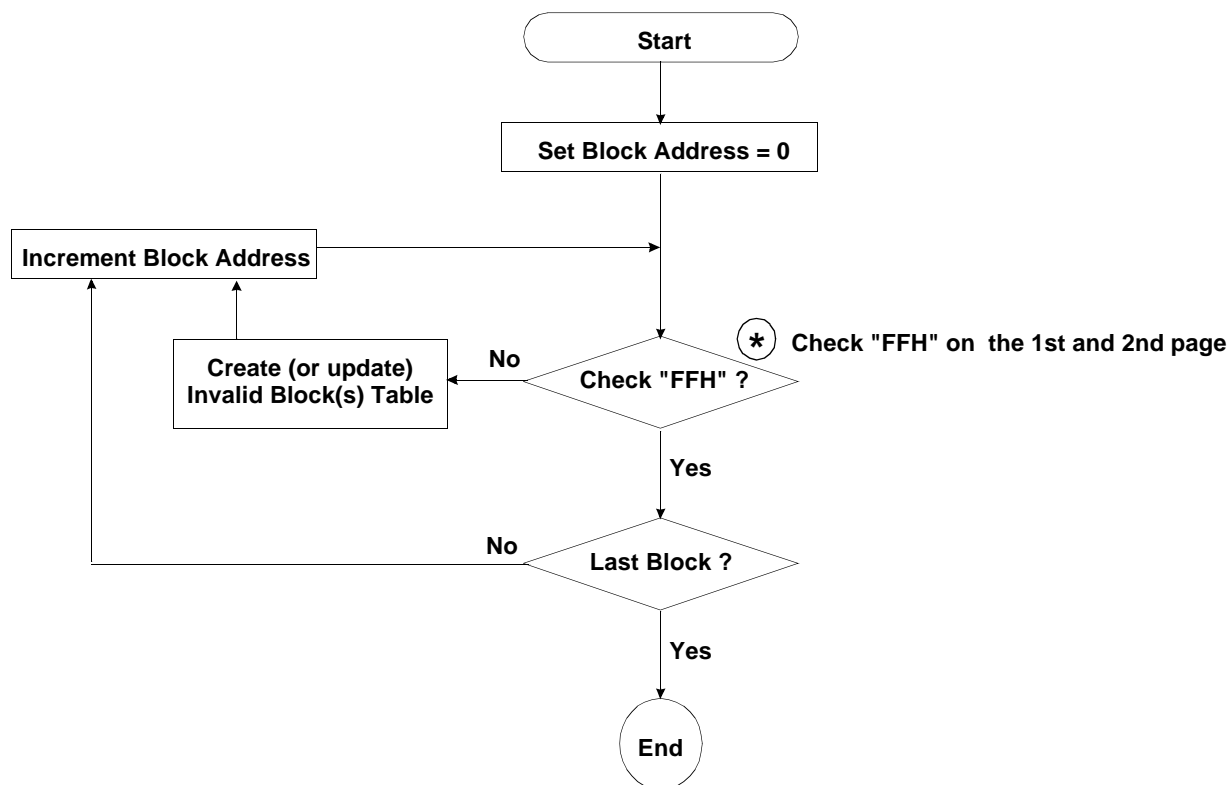 Start
Set Block Address = 0
Increment Block Address
* Check "FFH" on the 1st and 2nd page
No
Create (or update)
Invalid Block(s) Table
Check "FFH" ?
Yes
No
Last Block ?
Yes
End